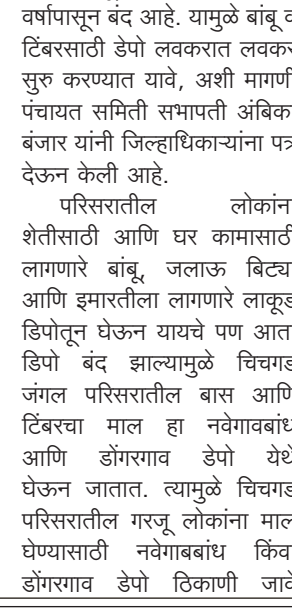 वर्षापासून बंद आहे. यामुळे बांबू व
टिंबरसाठी डेपो लवकरात लवकर
सुरु करण्यात यावे, अशी मागणी
पंचायत समिती सभापती अंबिका
बंजार यांनी जिल्हाधिकाऱ्यांना पत्र
देऊन केली आहे.
परिसरातील लोकांना
शेतीसाठी आणि घर कामासाठी
लागणारे बांबू, जलाऊ बिट्या
आणि इमारतीला लागणारे लाकूड
डिपोतून घेऊन यायचे पण आता
डिपो बंद झाल्यामुळे चिचगड
जंगल परिसरातील बास आणि
टिंबरचा माल हा नवेगावबांध
आणि डोंगरगाव डेपो येथे
घेऊन जातात. त्यामुळे चिचगड
परिसरातील गरजू लोकांना माल
घेण्यासाठी नवेगाबबांध किंवा
डोंगरगाव डेपो ठिकाणी जावे